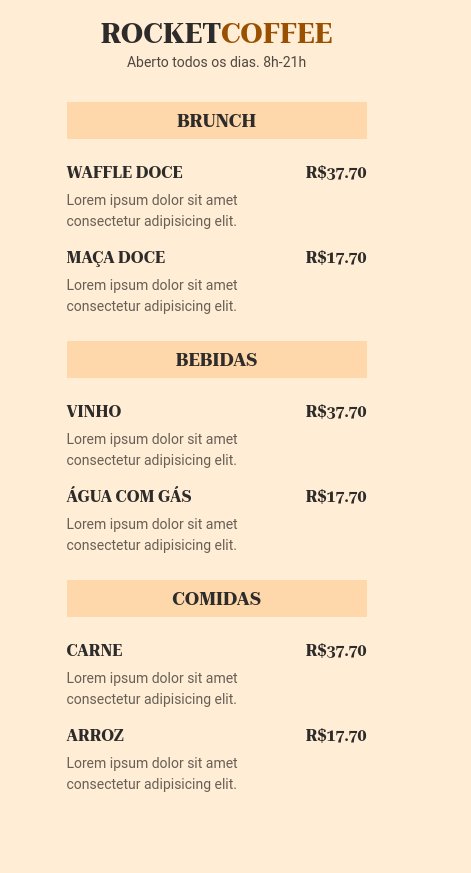 ROCKETCOFFEE
Aberto todos os dias. 8h-21h
BRUNCH
WAFFLE DOCE R$37.70
Lorem ipsum dolor sit amet
consectetur adipisicing elit.
MAÇA DOCE R$17.70
Lorem ipsum dolor sit amet
consectetur adipisicing elit.
BEBIDAS
VINHO R$37.70
Lorem ipsum dolor sit amet
consectetur adipisicing elit.
ÁGUA COM GÁS R$17.70
Lorem ipsum dolor sit amet
consectetur adipisicing elit.
COMIDAS
CARNE R$37.70
Lorem ipsum dolor sit amet
consectetur adipisicing elit.
ARROZ R$17.70
Lorem ipsum dolor sit amet
consectetur adipisicing elit.